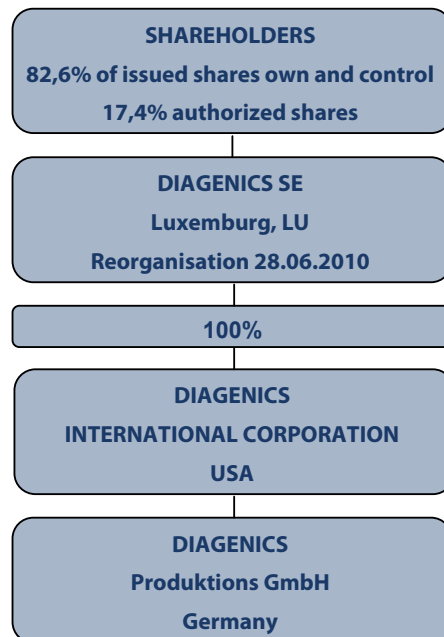 SHAREHOLDERS
82,6% of issued shares own and control
17,4% authorized shares
DIAGENICS SE
Luxemburg, LU
Reorganisation 28.06.2010
100%
DIAGENICS
INTERNATIONAL CORPORATION
USA
DIAGENICS
Produktions GmbH
Germany